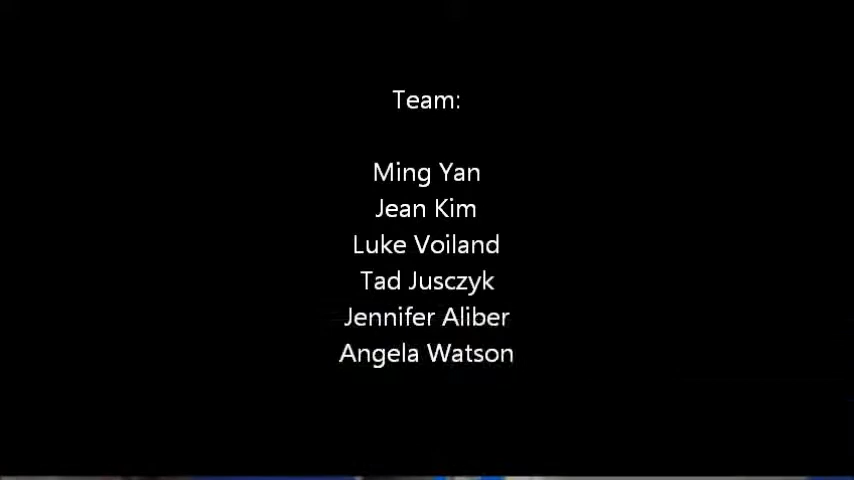 Team:
Ming Yan
Jean Kim
Luke Voiland
Tad Jusczyk
Jennifer Aliber
Angela Watson